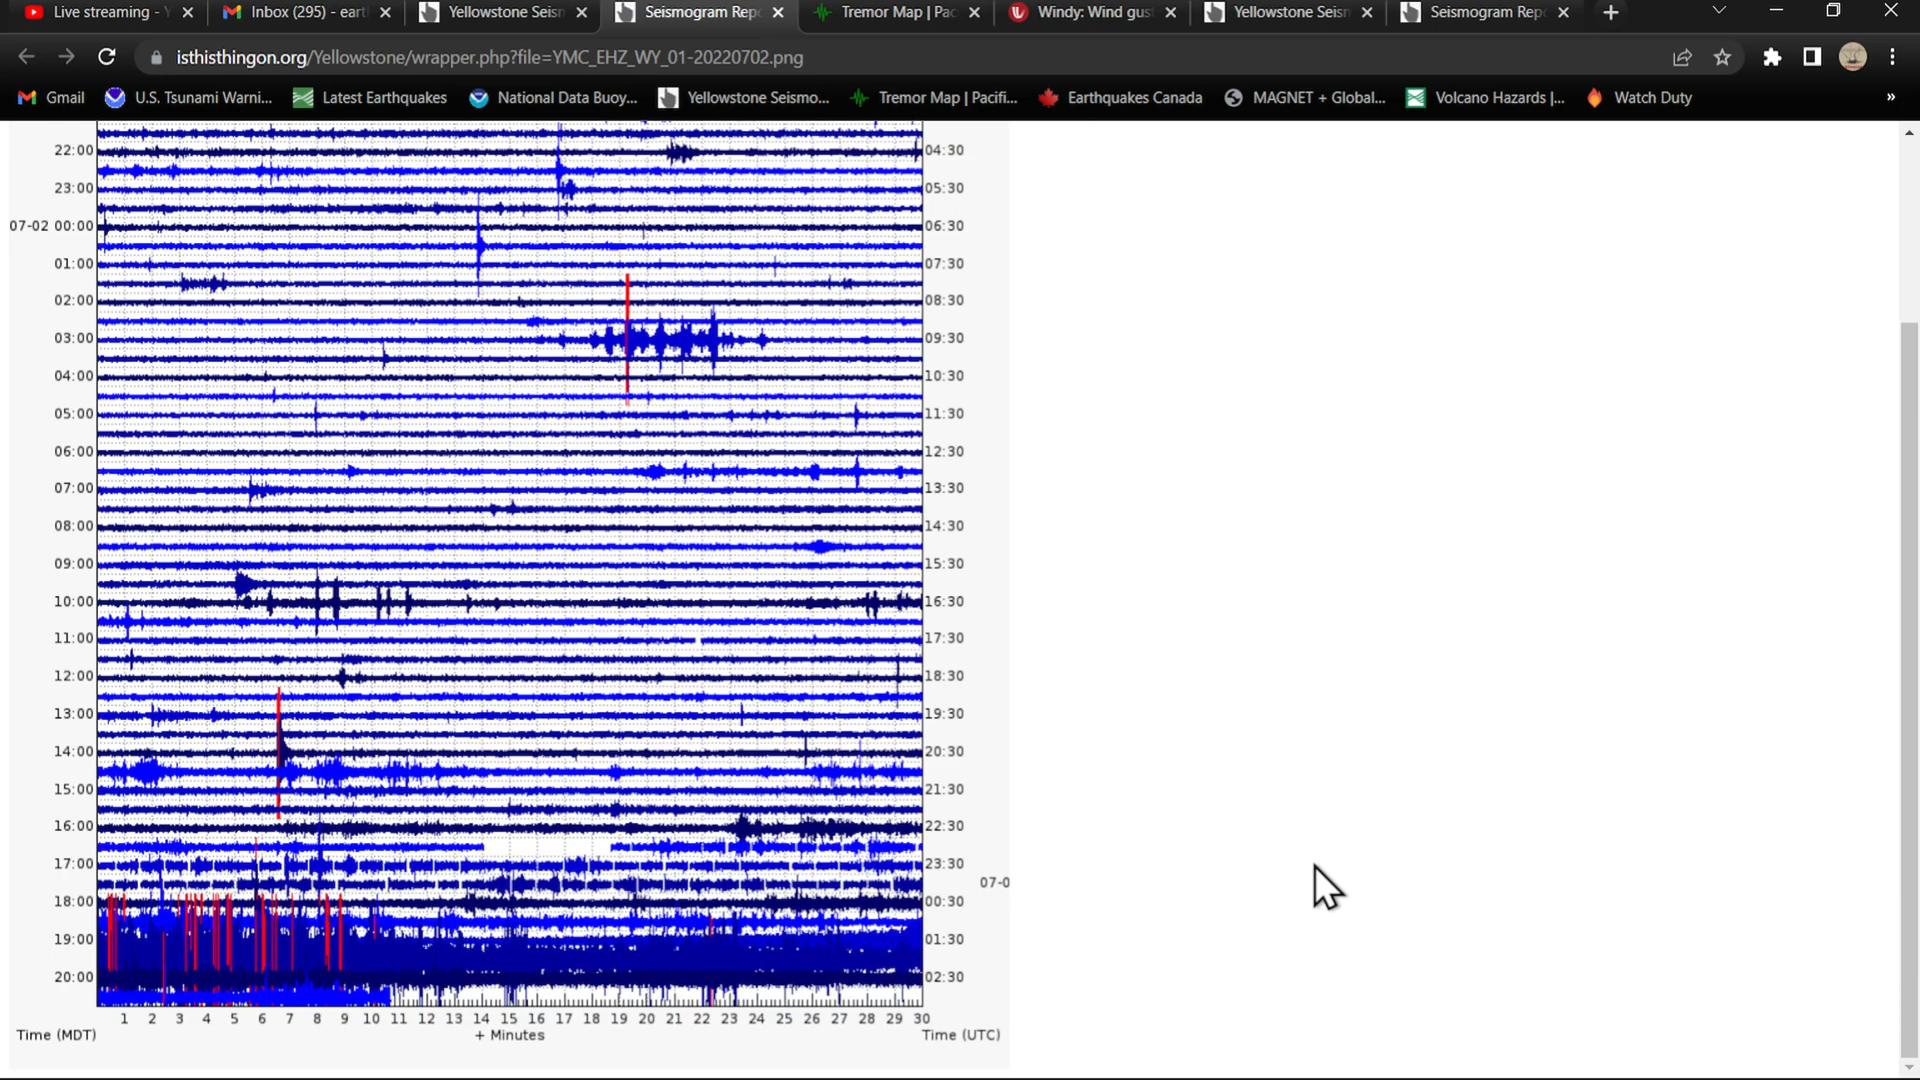 Live streaming -
Inbox (295) - eart
Yellowstone Seisn
Seismogram Rep
Tremor Map | Pac
Windy: Wind gus
Yellowstone Seisn
Seismogram Rep
isthisthingon.org/Yellowstone/wrapper.php?file=YMC_EHZ_WY_01-20220702.png
Gmail
U.S. Tsunami Warni...
Latest Earthquakes
National Data Buoy...
Yellowstone Seismo...
Tremor Map | Pacifi...
Earthquakes Canada
MAGNET + Global...
Volcano Hazards |...
Watch Duty
»
22:00 04:30
23:00 05:30
07-02 00:00 06:30
01:00 07:30
02:00 08:30
03:00 09:30
04:00 10:30
05:00 11:30
06:00 12:30
07:00 13:30
08:00 14:30
09:00 15:30
10:00 16:30
11:00 17:30
12:00 18:30
13:00 19:30
14:00 20:30
15:00 21:30
16:00 22:30
17:00 23:30
07-0
18:00 00:30
19:00 01:30
20:00 02:30
1 2 3 4 5 6 7 8 9 10 11 12 13 14 15 16 17 18 19 20 21 22 23 24 25 26 27 28 29 30
Time (MDT) + Minutes Time (UTC)